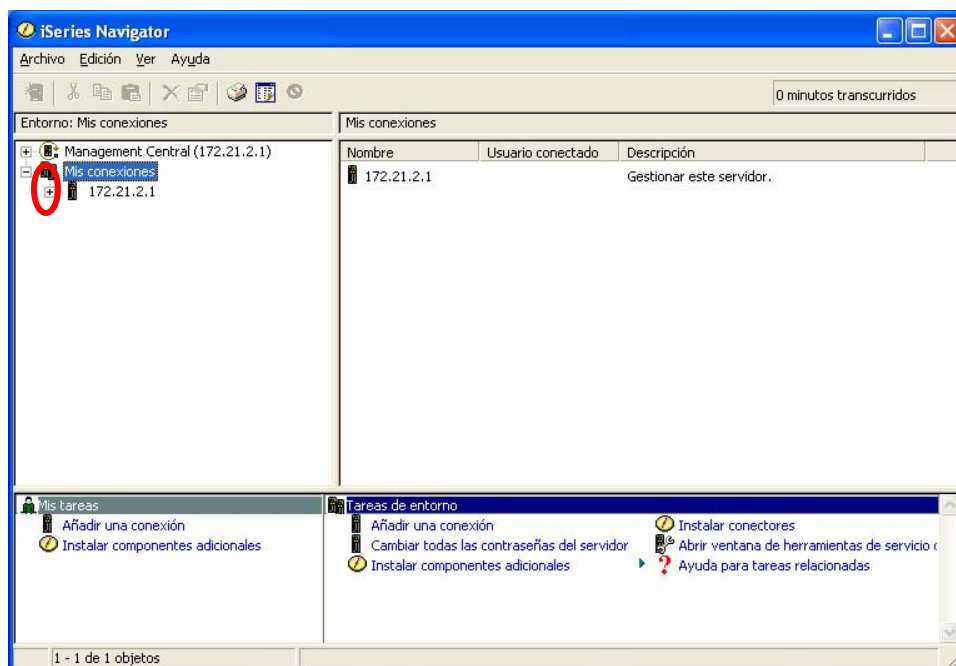 iSeries Navigator
Archivo Edición Ver Ayuda
0 minutos transcurridos
Entorno: Mis conexiones
Mis conexiones
Management Central (172.21.2.1)
Mis conexiones
172.21.2.1
Nombre Usuario conectado Descripción
172.21.2.1 Gestionar este servidor.
Mis tareas
Añadir una conexión
Instalar componentes adicionales
Tareas de entorno
Añadir una conexión
Cambiar todas las contraseñas del servidor
Instalar componentes adicionales
Instalar conectores
Abrir ventana de herramientas de servicio
Ayuda para tareas relacionadas
1 - 1 de 1 objetos